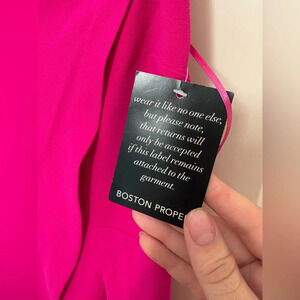 wear it like no one else,
but please note,
that returns will
only be accepted
if this label remains
attached to the
garment.
BOSTON PROPE